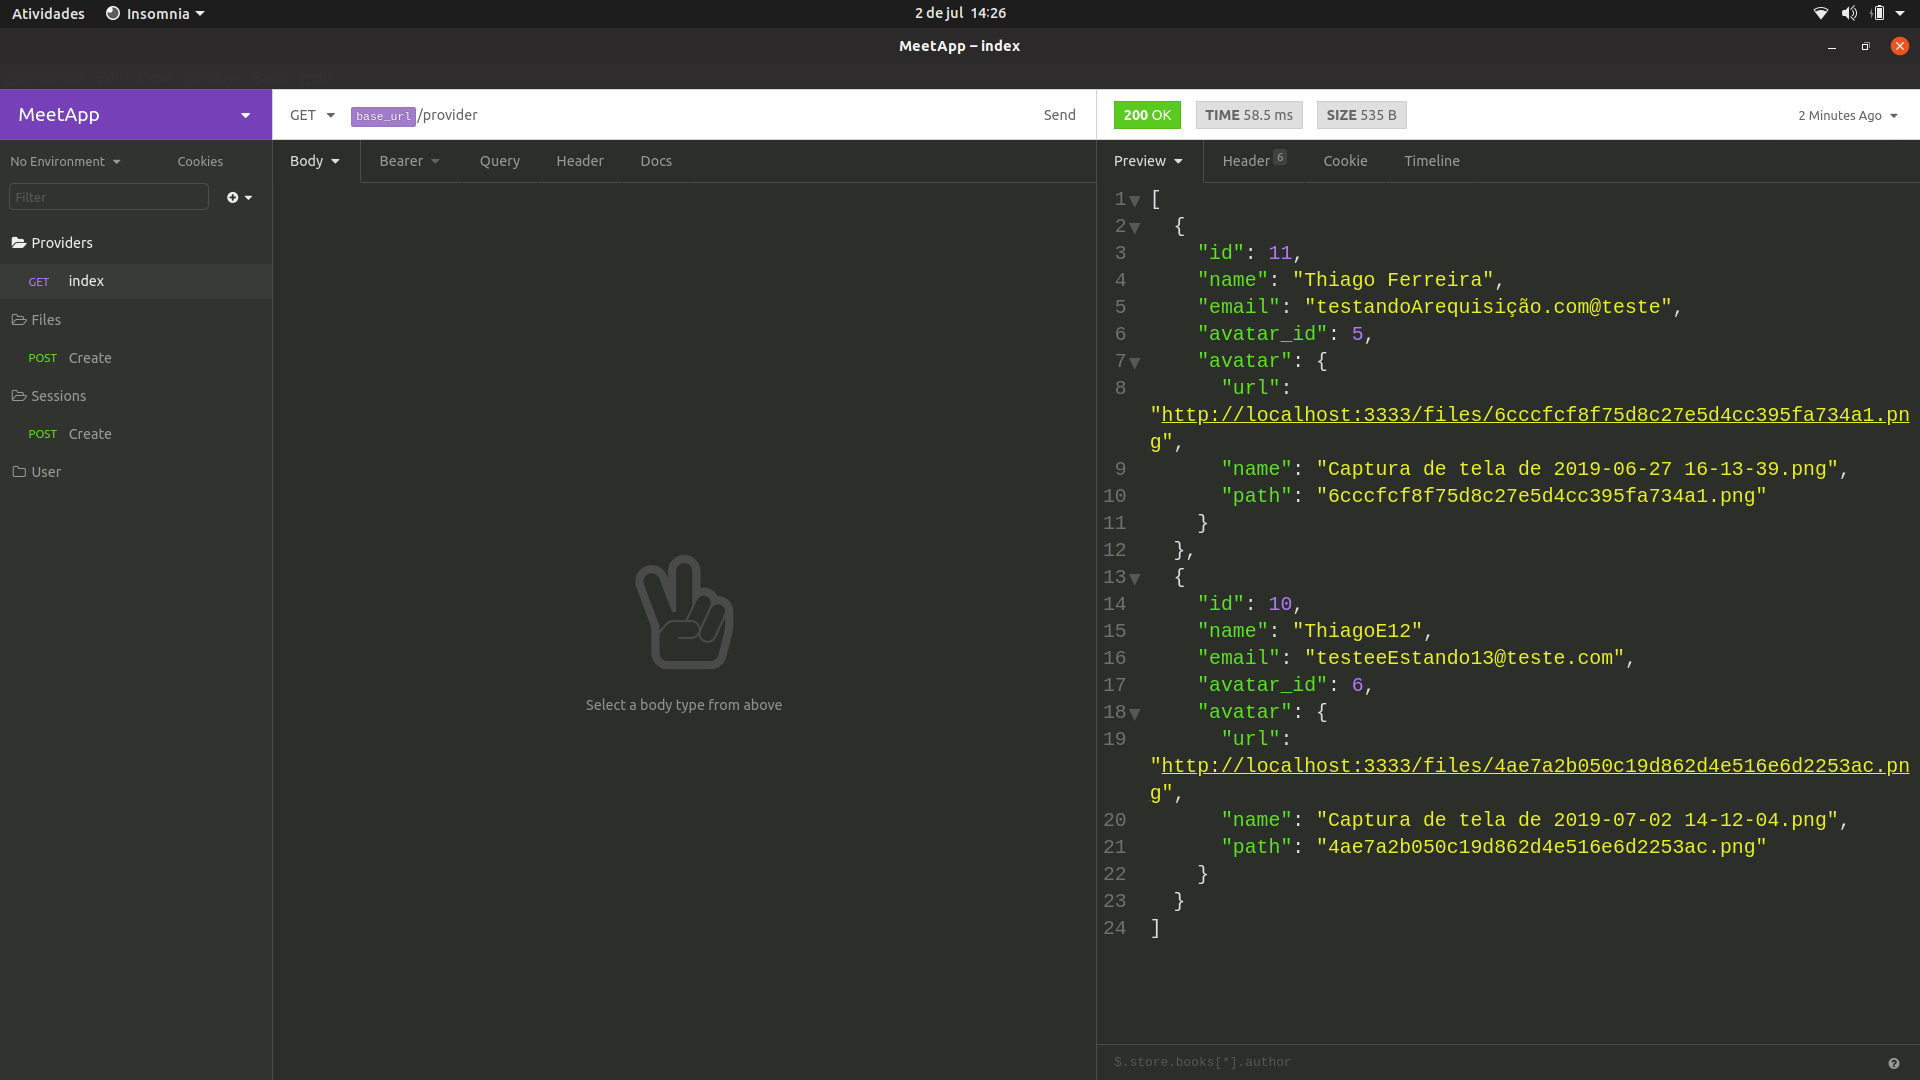 Atividades Insomnia 2 de jul 14:26
MeetApp – index
MeetApp
No Environment Cookies
Filter
Providers
GET index
Files
POST Create
Sessions
POST Create
User
GET base_url/provider Send
Body Bearer Query Header Docs
Select a body type from above
200 OK TIME 58.5 ms SIZE 535 B 2 Minutes Ago
Preview Header 6 Cookie Timeline
1 [
2 {
3 "id": 11,
4 "name": "Thiago Ferreira",
5 "email": "testandoArequisição.com@teste",
6 "avatar_id": 5,
7 "avatar": {
8 "url":
"http://localhost:3333/files/6cccfcf8f75d8c27e5d4cc395fa734a1.pn
g",
9 "name": "Captura de tela de 2019-06-27 16-13-39.png",
10 "path": "6cccfcf8f75d8c27e5d4cc395fa734a1.png"
11 }
12 },
13 {
14 "id": 10,
15 "name": "ThiagoE12",
16 "email": "testeeEstando13@teste.com",
17 "avatar_id": 6,
18 "avatar": {
19 "url":
"http://localhost:3333/files/4ae7a2b050c19d862d4e516e6d2253ac.pn
g",
20 "name": "Captura de tela de 2019-07-02 14-12-04.png",
21 "path": "4ae7a2b050c19d862d4e516e6d2253ac.png"
22 }
23 }
24 ]
$.store.books[*].author